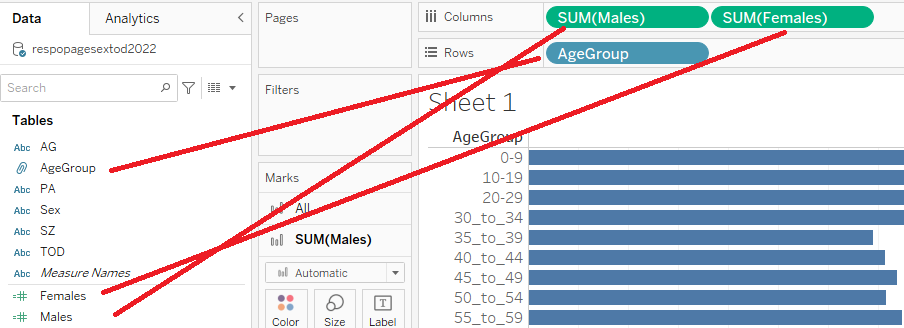 Data
Analytics
respopagesextod2022
Search
Tables
Abc AG
AgeGroup
Abc PA
Abc Sex
Abc SZ
Abc TOD
Abc Measure Names
Females
Males
Pages
Filters
Marks
All
SUM(Males)
Automatic
Color
Size
T
Label
Columns
SUM(Males)
SUM(Females)
Rows
AgeGroup
Sheet 1
AgeGroup
0-9
10-19
20-29
30_to_34
35_to_39
40_to_44
45_to_49
50_to_54
55_to_59